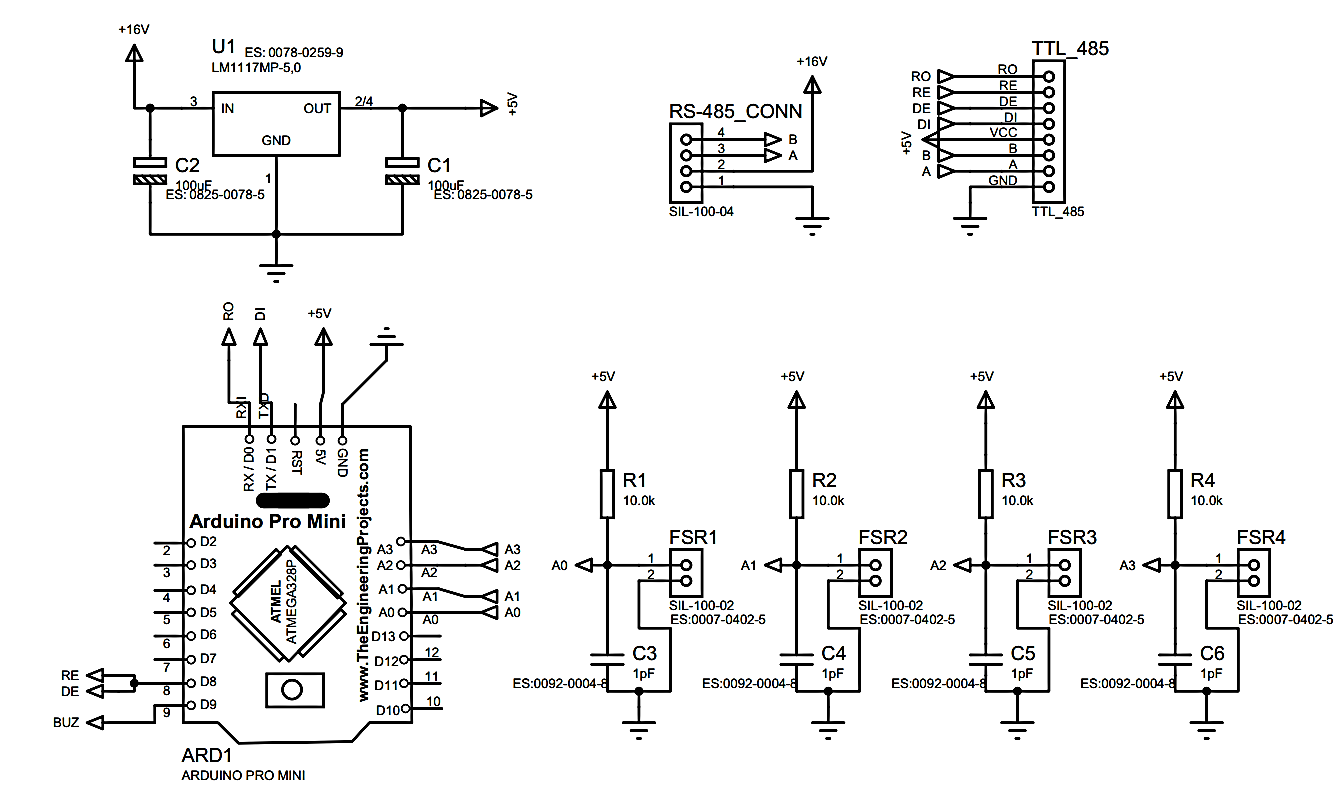 +16V
U1 ES: 0078-0259-9
LM1117MP-5,0
3 IN OUT 2/4
+5V
GND
1
C2
100uF
ES: 0825-0078-5
C1
100uF
ES: 0825-0078-5
+16V
RS-485_CONN
4 B
3 A
2
1
SIL-100-04
TTL_485
RO RO
RE RE
DE DE
DI DI
+5V VCC
B B
A A
GND
TTL_485
RO DI +5V
RXI TXO
RX / D0 TX / D1 RST 5V GND
Arduino Pro Mini
www.TheEngineeringProjects.com
ATMEL
ATMEGA328P
2 D2
3 D3
4 D4
5 D5
6 D6
7 D7
RE
DE
8 D8
BUZ 9 D9
A3 A3 A3
A2 A2 A2
A1 A1 A1
A0 A0 A0
D13
D12 12
D11 11
D10 10
ARD1
ARDUINO PRO MINI
+5V
R1
10.0k
A0
1
2
FSR1
SIL-100-02
ES:0007-0402-5
C3
1pF
ES:0092-0004-8
+5V
R2
10.0k
A1
1
2
FSR2
SIL-100-02
ES:0007-0402-5
C4
1pF
ES:0092-0004-8
+5V
R3
10.0k
A2
1
2
FSR3
SIL-100-02
ES:0007-0402-5
C5
1pF
ES:0092-0004-8
+5V
R4
10.0k
A3
1
2
FSR4
SIL-100-02
ES:0007-0402-5
C6
1pF
ES:0092-0004-8